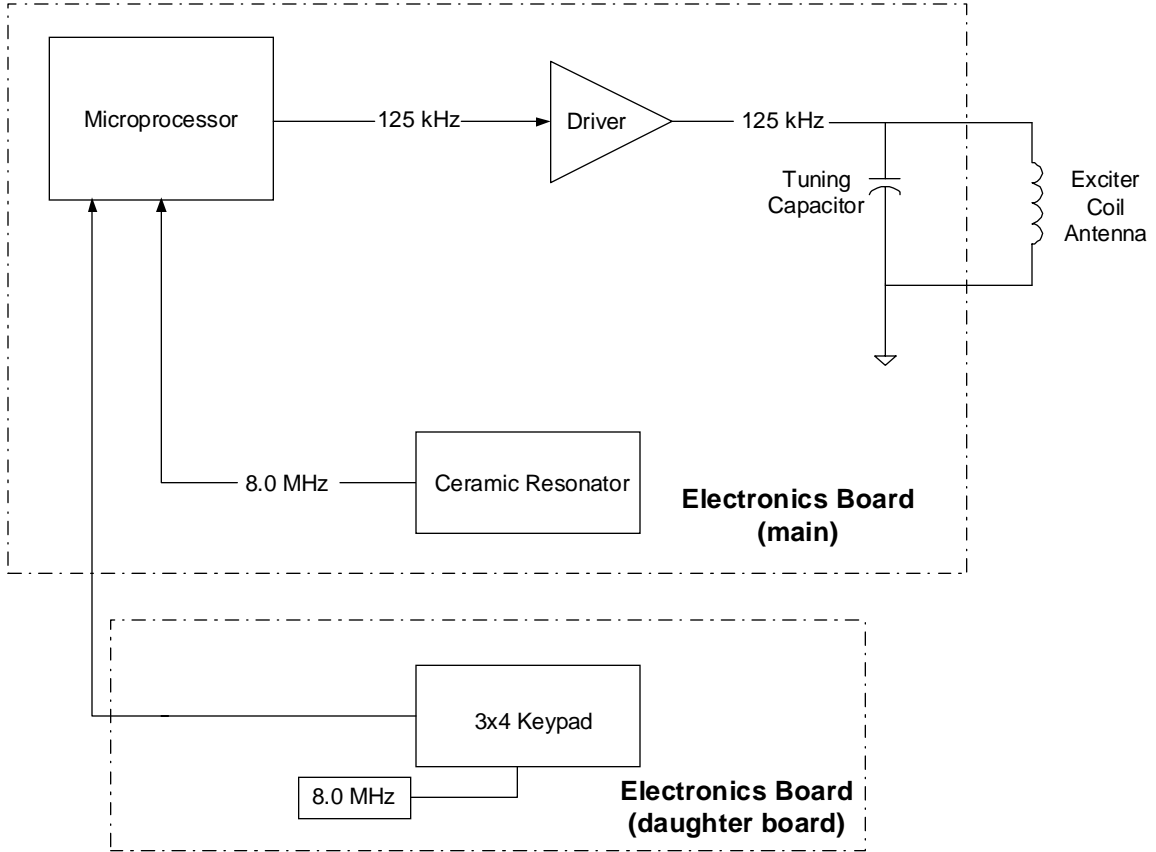 Microprocessor
125 kHz
Driver
125 kHz
Tuning
Capacitor
Exciter
Coil
Antenna
8.0 MHz
Ceramic Resonator
Electronics Board
(main)
3x4 Keypad
8.0 MHz
Electronics Board
(daughter board)